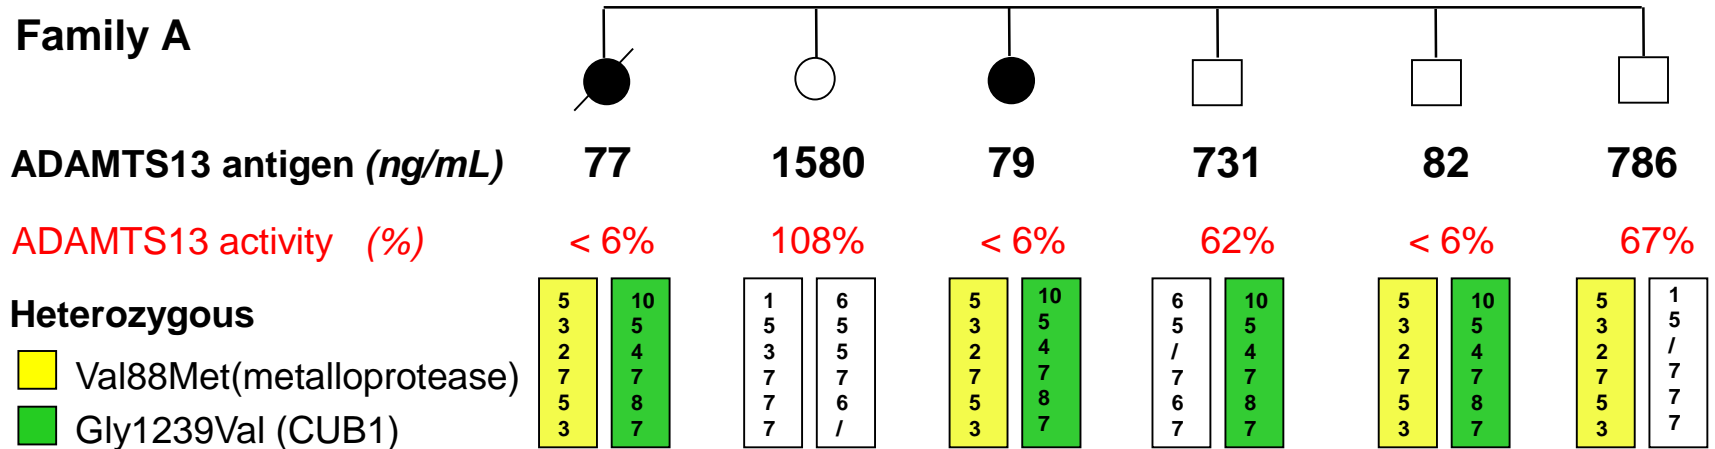 Family A
ADAMTS13 antigen (ng/mL) 77 1580 79 731 82 786
ADAMTS13 activity (%) < 6% 108% < 6% 62% < 6% 67%
Heterozygous
Val88Met(metalloprotease)
Gly1239Val (CUB1)
5 10 1 6 5 10 6 10 5 10 5 1
3 5 5 5 3 5 5 5 3 5 3 5
2 4 3 5 2 4 / 4 2 4 2 /
7 7 7 7 7 7 7 7 7 7 7 7
5 8 7 6 5 8 6 8 5 8 5 7
3 7 7 / 3 7 7 7 3 7 3 7